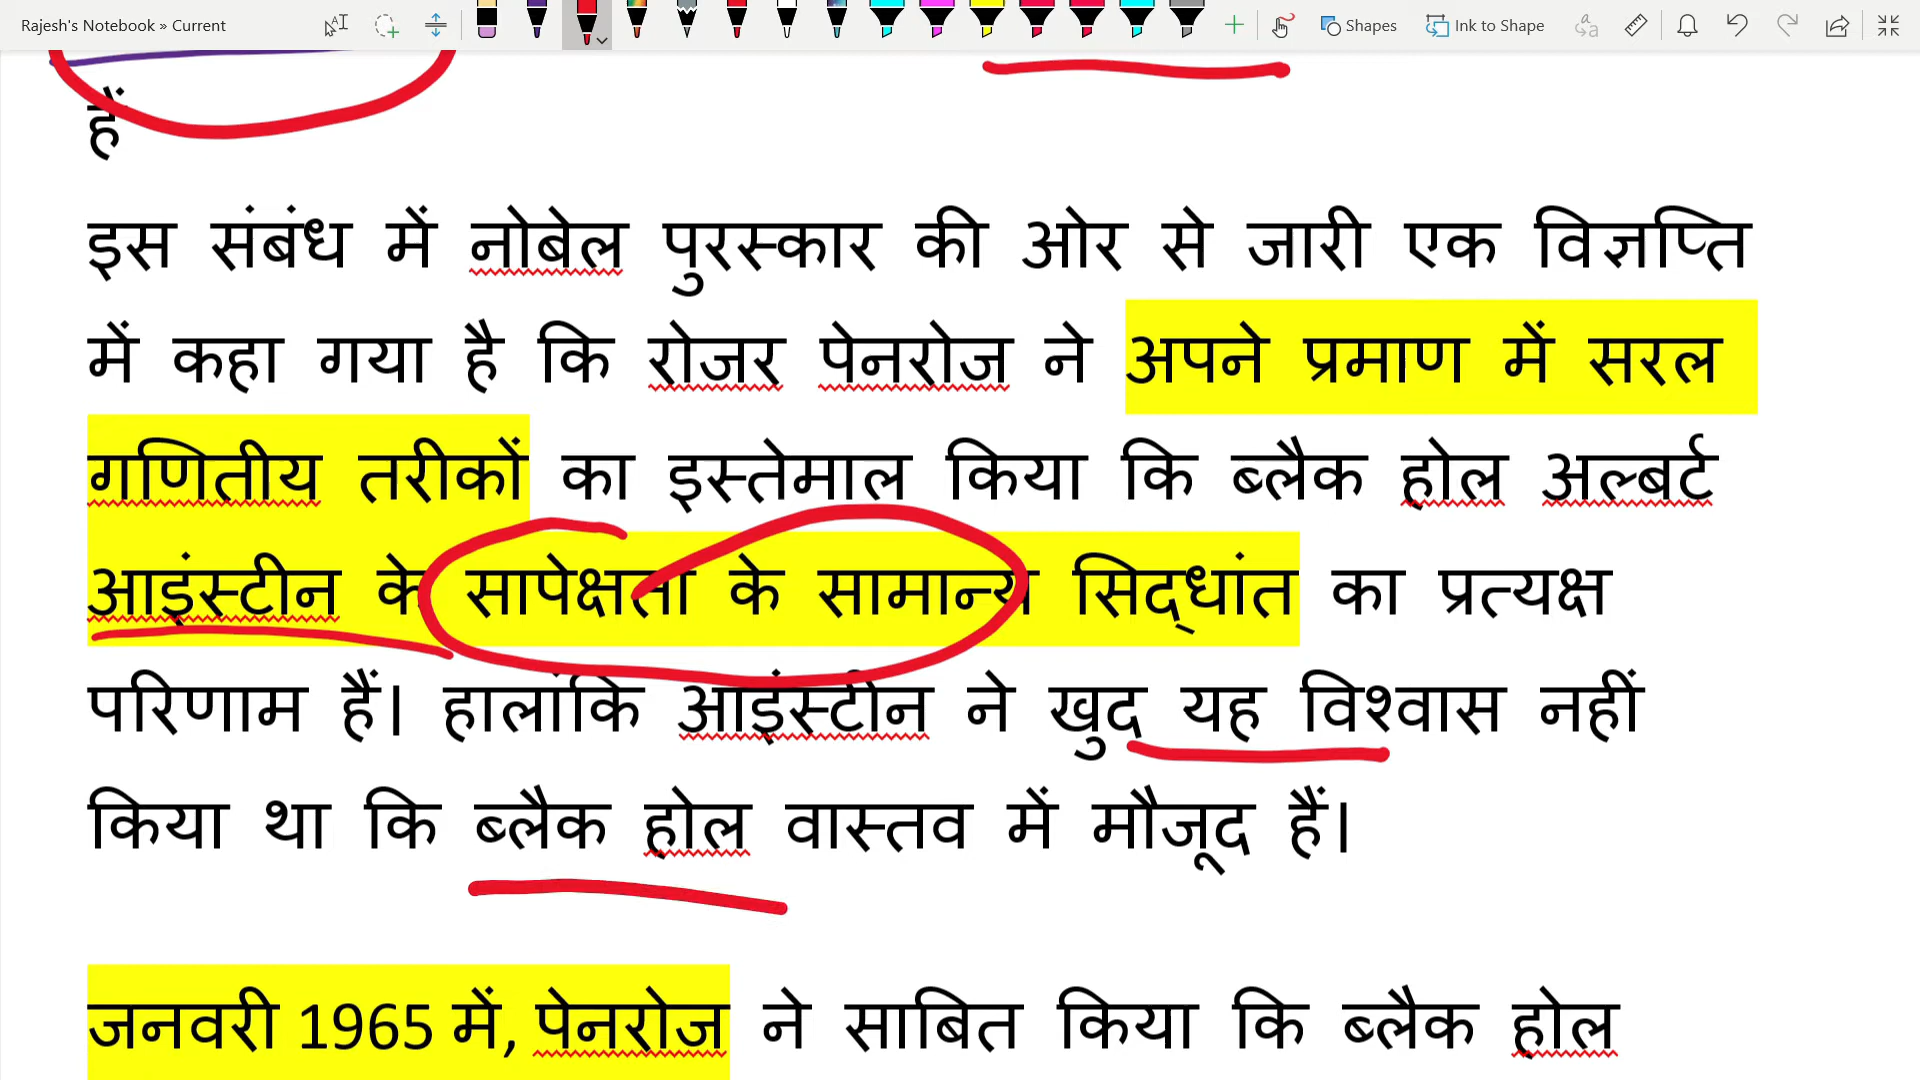 Rajesh's Notebook » Current
Shapes
Ink to Shape
हैं
इस संबंध में नोबेल पुरस्कार की ओर से जारी एक विज्ञप्ति
में कहा गया है कि रोजर पेनरोज ने अपने प्रमाण में सरल
गणितीय तरीकों का इस्तेमाल किया कि ब्लैक होल अल्बर्ट
आइंस्टीन के सापेक्षता के सामान्य सिद्धांत का प्रत्यक्ष
परिणाम हैं। हालांकि आइंस्टीन ने खुद यह विश्वास नहीं
किया था कि ब्लैक होल वास्तव में मौजूद हैं।
जनवरी 1965 में, पेनरोज ने साबित किया कि ब्लैक होल